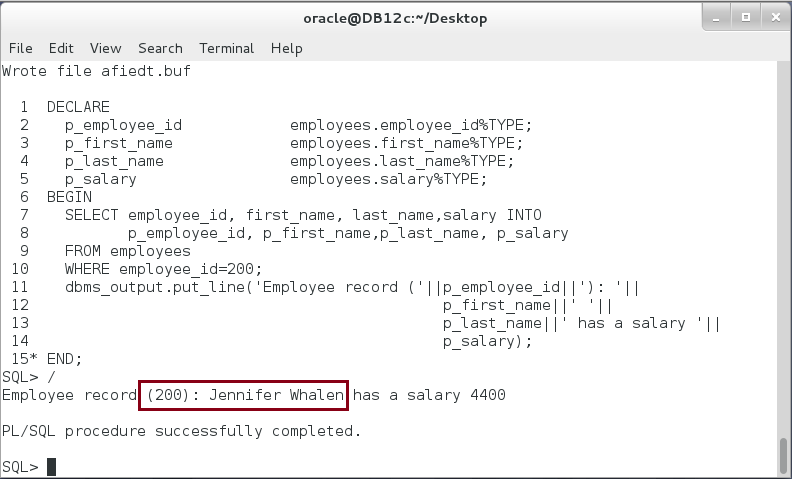 oracle@DB12c:~/Desktop
File Edit View Search Terminal Help
Wrote file afiedt.buf
1 DECLARE
2 p_employee_id employees.employee_id%TYPE;
3 p_first_name employees.first_name%TYPE;
4 p_last_name employees.last_name%TYPE;
5 p_salary employees.salary%TYPE;
6 BEGIN
7 SELECT employee_id, first_name, last_name,salary INTO
8 p_employee_id, p_first_name,p_last_name, p_salary
9 FROM employees
10 WHERE employee_id=200;
11 dbms_output.put_line('Employee record ('||p_employee_id||'): '||
12 p_first_name||' '||
13 p_last_name||' has a salary '||
14 p_salary);
15* END;
SQL> /
Employee record (200): Jennifer Whalen has a salary 4400
PL/SQL procedure successfully completed.
SQL>